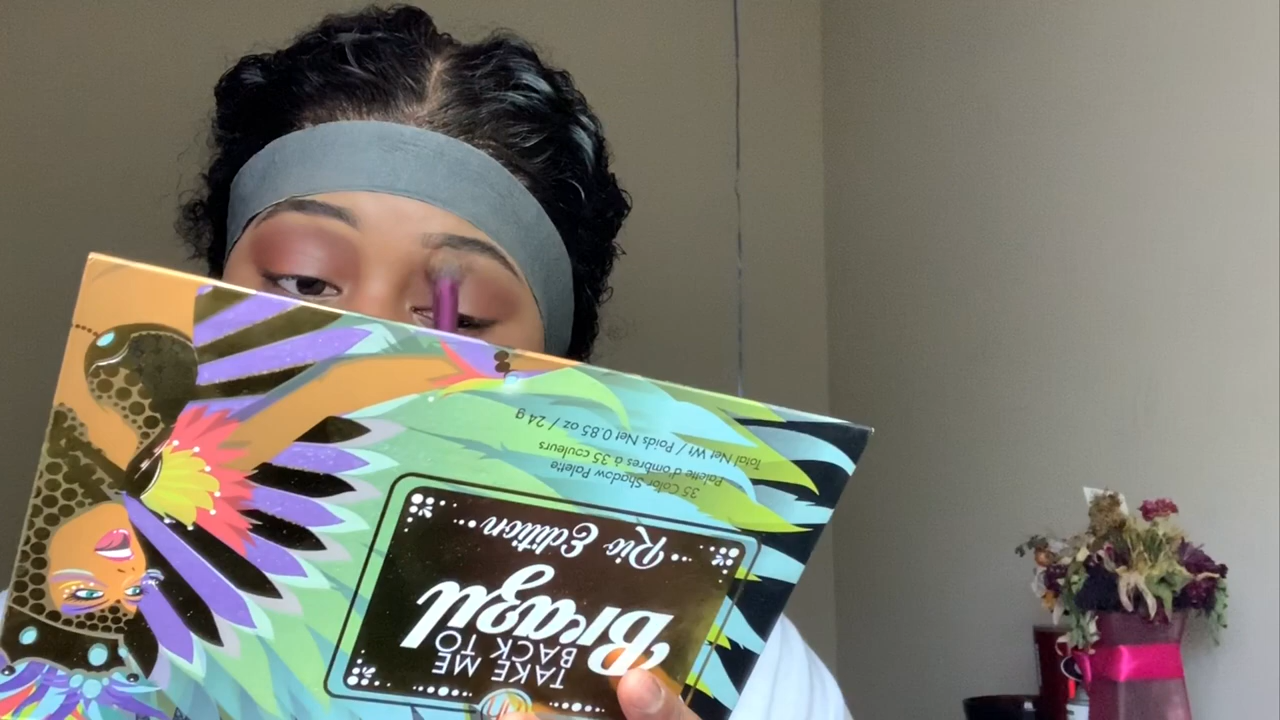 TAKE ME
BACK TO
Brazil
Rio Edition
35 Color Shadow Palette
Palette d'ombres à 35 couleurs
Total Net Wt / Poids Net 0.85 oz / 24 g